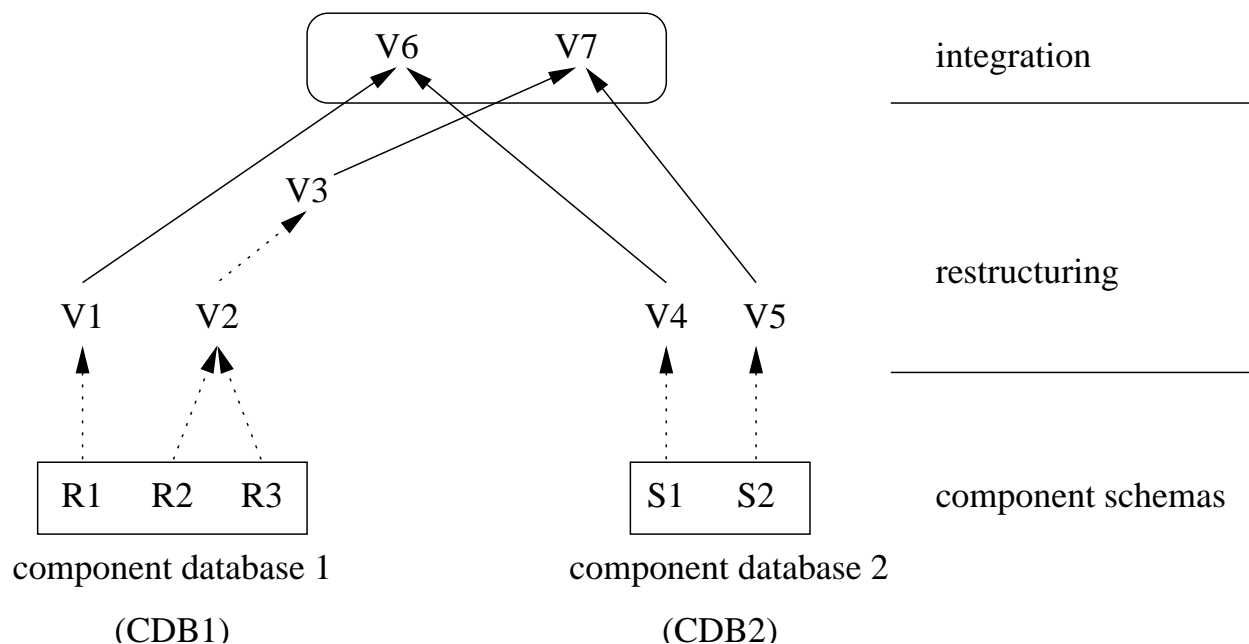 V6 V7 integration
V3
restructuring
V1 V2 V4 V5
R1 R2 R3 S1 S2 component schemas
component database 1 component database 2
(CDB1) (CDB2)